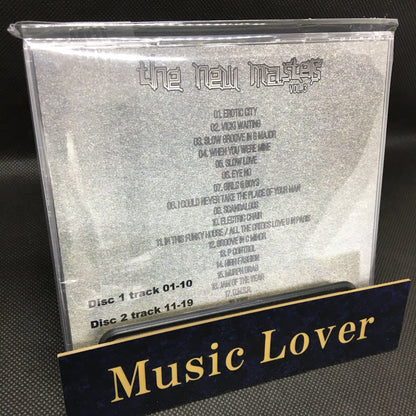 the new masters
VOL.3
01. EROTIC CITY
02. VICKI WAITING
03. SLOW GROOVE IN G MAJOR
04. WHEN YOU WERE MINE
05. SLOW LOVE
06. EYE NO
07. GIRLS & BOYS
08. I COULD NEVER TAKE THE PLACE OF YOUR MAN
09. SCANDALOUS
10. ELECTRIC CHAIR
11. IN THIS FUNKY HOUSE / ALL THE CRITICS LOVE U IN PARIS
12. GROOVE IN C MINOR
13. P CONTROL
14. HIGH FASHION
15. MURPH DRAG
16. JAM OF THE YEAR
17. D.M.S.R.
Disc 1 track 01-10
Disc 2 track 11-19
Music Lover